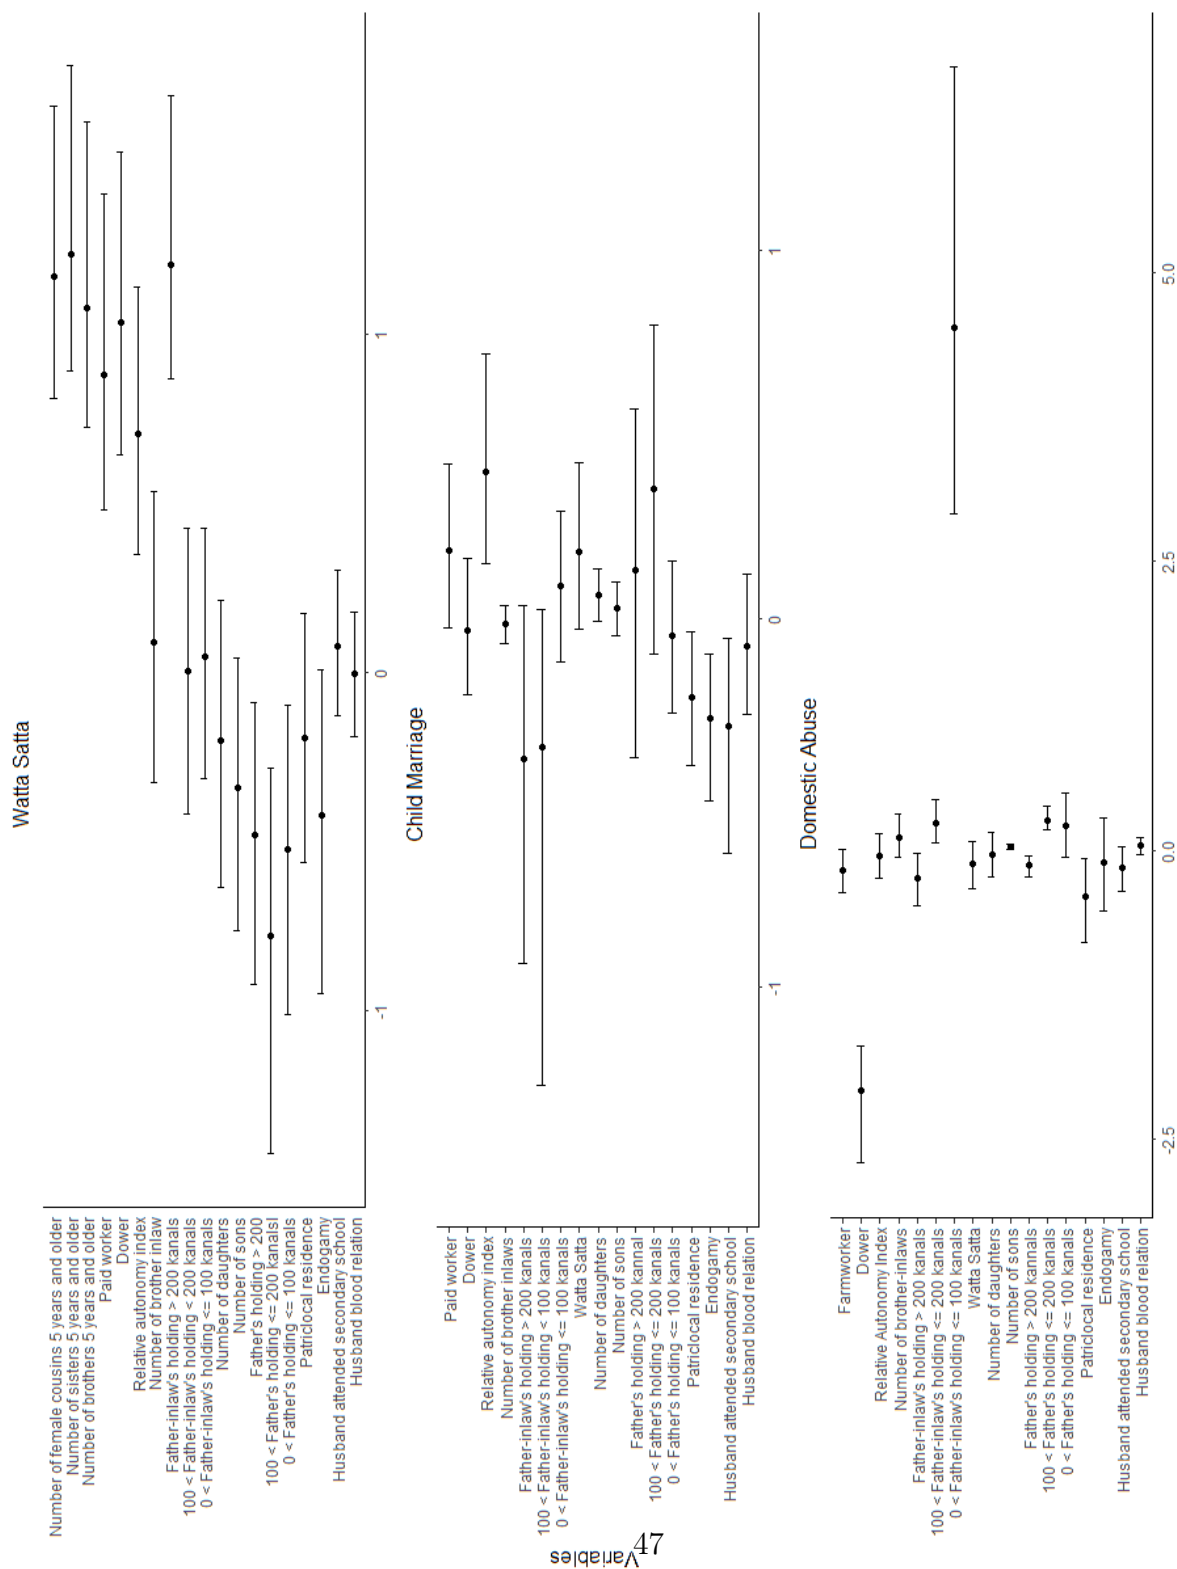 Watta Satta
Number of female cousins 5 years and older
Number of sisters 5 years and older
Number of brothers 5 years and older
Paid worker
Dower
Relative autonomy index
Number of brother inlaw
Father-inlaw's holding > 200 kanals
100 < Father-inlaw's holding < 200 kanals
0 < Father-inlaw's holding <= 100 kanals
Number of daughters
Number of sons
Father's holding > 200
100 < Father's holding <= 200 kanalsl
0 < Father's holding <= 100 kanals
Patriclocal residence
Endogamy
Husband attended secondary school
Husband blood relation
-1
0
1
Child Marriage
Paid worker
Dower
Relative autonomy index
Number of brother inlaws
Father-inlaw's holding > 200 kanals
100 < Father-inlaw's holding < 100 kanals
0 < Father-inlaw's holding <= 100 kanals
Watta Satta
Number of daughters
Number of sons
Father's holding > 200 kannal
100 < Father's holding <= 200 kanals
0 < Father's holding <= 100 kanals
Patriclocal residence
Endogamy
Husband attended secondary school
Husband blood relation
-1
0
1
Domestic Abuse
Farmworker
Dower
Relative Autonomy Index
Number of brother-inlaws
Father-inlaw's holding > 200 kanals
100 < Father-inlaw's holding <= 200 kanals
0 < Father-inlaw's holding <= 100 kanals
Watta Satta
Number of daughters
Number of sons
Father's holding > 200 kanals
100 < Father's holding <= 200 kanals
0 < Father's holding <= 100 kanals
Patriclocal residence
Endogamy
Husband attended secondary school
Husband blood relation
-2.5
0.0
2.5
5.0
Variables
47